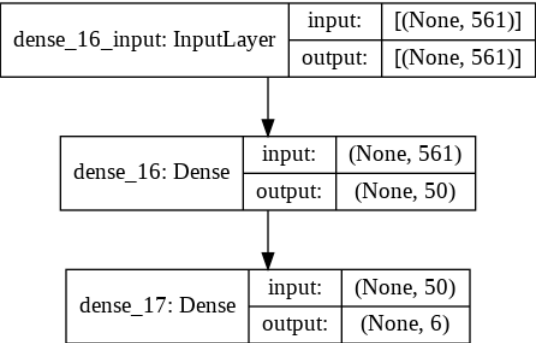 dense_16_input: InputLayer
input: [(None, 561)]
output: [(None, 561)]
dense_16: Dense
input: (None, 561)
output: (None, 50)
dense_17: Dense
input: (None, 50)
output: (None, 6)